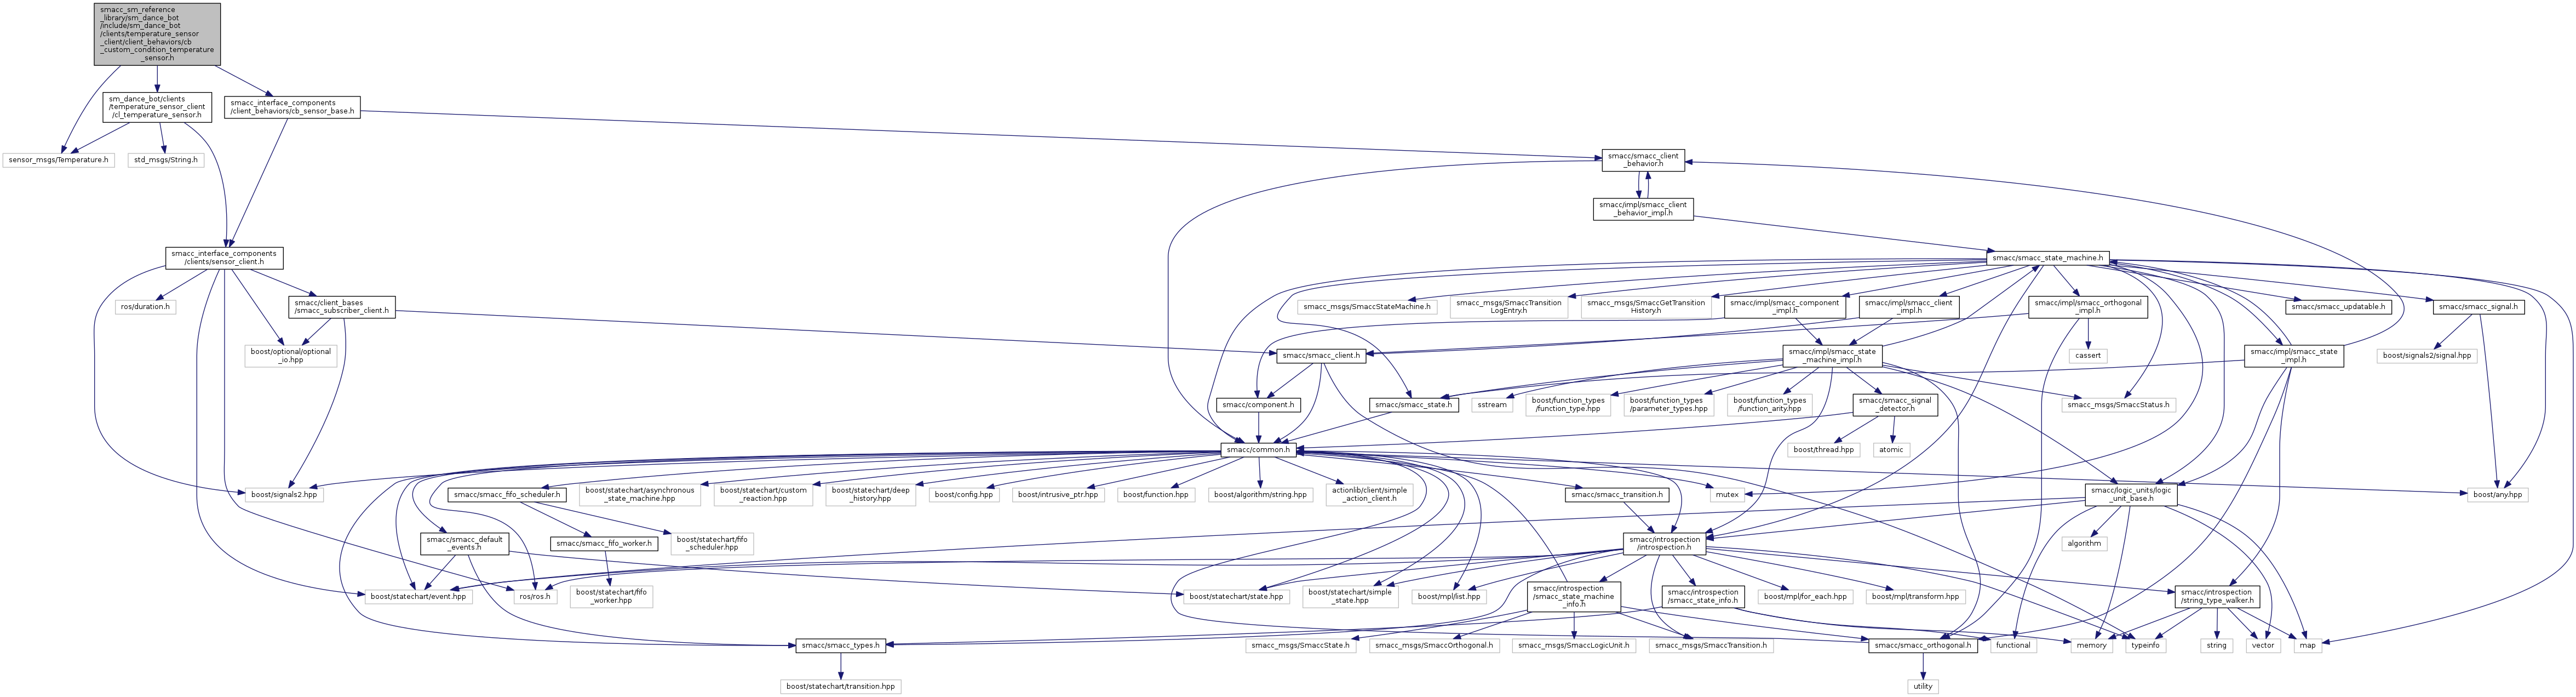 smacc_sm_reference
_library/sm_dance_bot
/include/sm_dance_bot
/clients/temperature_sensor
_client/client_behaviors/cb
_custom_condition_temperature
_sensor.h
sm_dance_bot/clients
/temperature_sensor_client
/cl_temperature_sensor.h
smacc_interface_components
/client_behaviors/cb_sensor_base.h
sensor_msgs/Temperature.h
std_msgs/String.h
smacc/smacc_client
_behavior.h
smacc/impl/smacc_client
_behavior_impl.h
smacc_interface_components
/clients/sensor_client.h
smacc/smacc_state_machine.h
ros/duration.h
smacc/client_bases
/smacc_subscriber_client.h
smacc_msgs/SmaccStateMachine.h
smacc_msgs/SmaccTransition
LogEntry.h
smacc_msgs/SmaccGetTransition
History.h
smacc/impl/smacc_component
_impl.h
smacc/impl/smacc_client
_impl.h
smacc/impl/smacc_orthogonal
_impl.h
smacc/smacc_updatable.h
smacc/smacc_signal.h
boost/optional/optional
_io.hpp
smacc/smacc_client.h
smacc/impl/smacc_state
_machine_impl.h
cassert
smacc/impl/smacc_state
_impl.h
boost/signals2/signal.hpp
smacc/component.h
smacc/smacc_state.h
sstream
boost/function_types
/function_type.hpp
boost/function_types
/parameter_types.hpp
boost/function_types
/function_arity.hpp
smacc/smacc_signal
_detector.h
smacc_msgs/SmaccStatus.h
smacc/common.h
boost/thread.hpp
atomic
boost/signals2.hpp
smacc/smacc_fifo_scheduler.h
boost/statechart/asynchronous
_state_machine.hpp
boost/statechart/custom
_reaction.hpp
boost/statechart/deep
_history.hpp
boost/config.hpp
boost/intrusive_ptr.hpp
boost/function.hpp
boost/algorithm/string.hpp
actionlib/client/simple
_action_client.h
smacc/smacc_transition.h
mutex
smacc/logic_units/logic
_unit_base.h
boost/any.hpp
smacc/smacc_default
_events.h
smacc/smacc_fifo_worker.h
boost/statechart/fifo
_scheduler.hpp
smacc/introspection
/introspection.h
algorithm
boost/statechart/event.hpp
ros/ros.h
boost/statechart/fifo
_worker.hpp
boost/statechart/state.hpp
boost/statechart/simple
_state.hpp
boost/mpl/list.hpp
smacc/introspection
/smacc_state_machine
_info.h
smacc/introspection
/smacc_state_info.h
boost/mpl/for_each.hpp
boost/mpl/transform.hpp
smacc/introspection
/string_type_walker.h
smacc/smacc_types.h
smacc_msgs/SmaccState.h
smacc_msgs/SmaccOrthogonal.h
smacc_msgs/SmaccLogicUnit.h
smacc_msgs/SmaccTransition.h
smacc/smacc_orthogonal.h
functional
memory
typeinfo
string
vector
map
boost/statechart/transition.hpp
utility